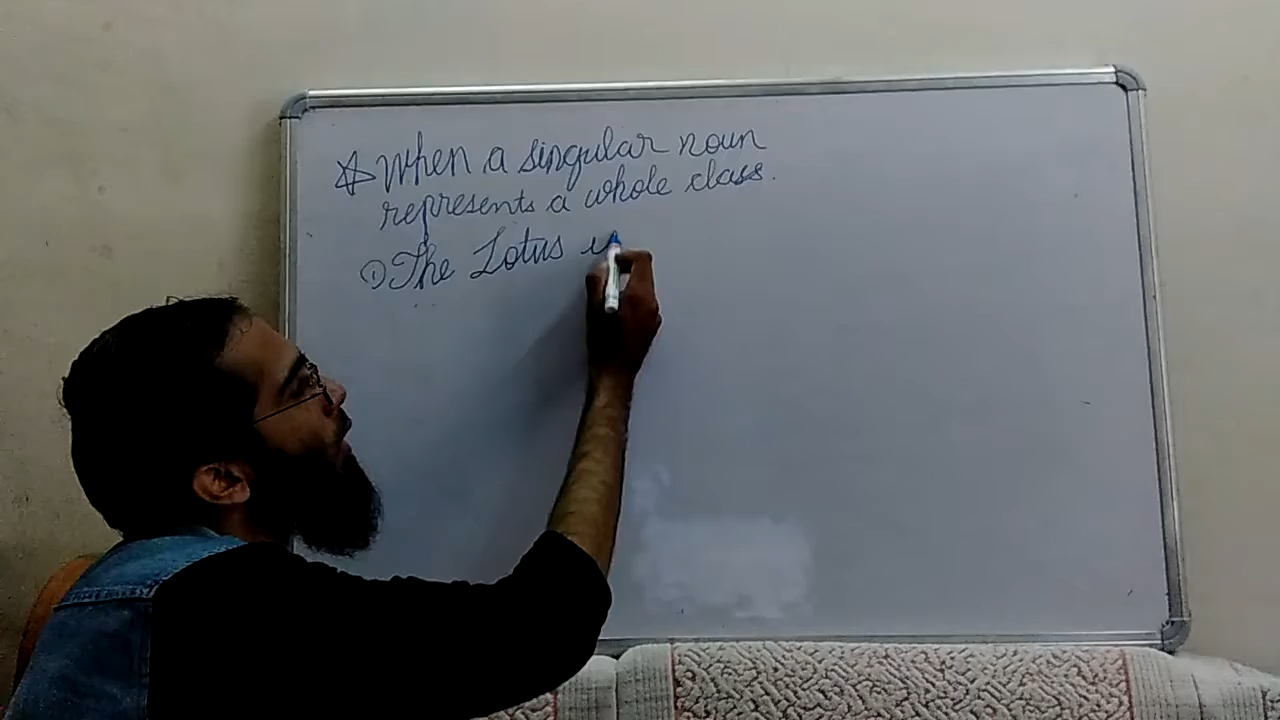 ☆ When a singular noun
represents a whole class.
① The Lotus